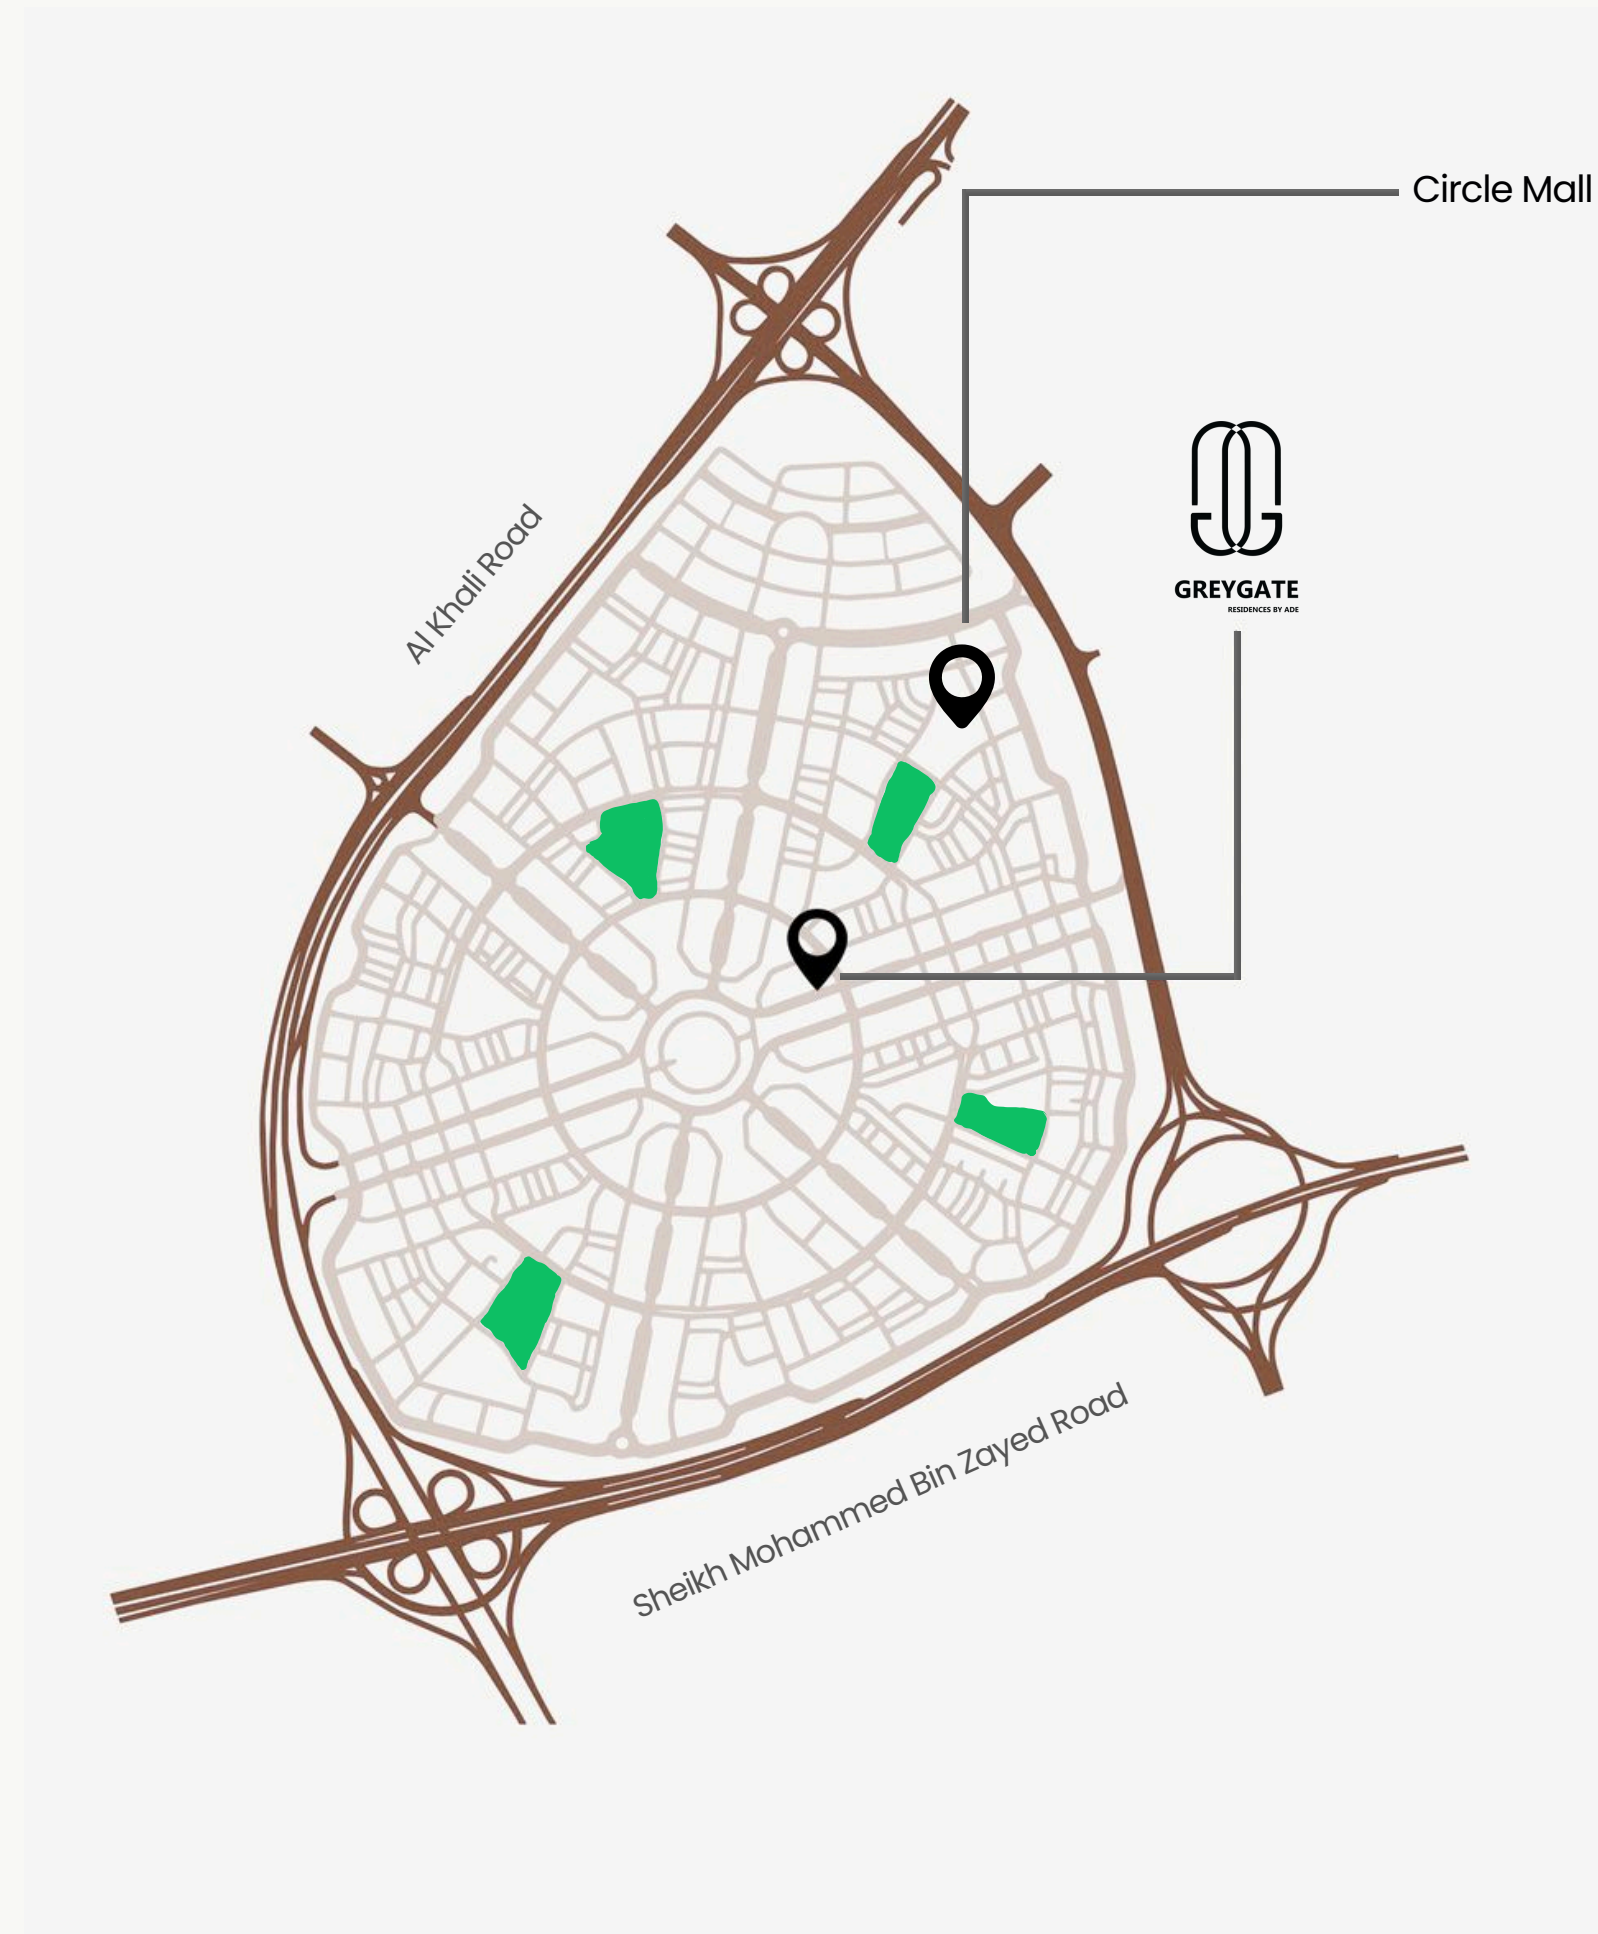 Circle Mall
Al Khali Road
GREYGATE
RESIDENCES BY ADE
Sheikh Mohammed Bin Zayed Road